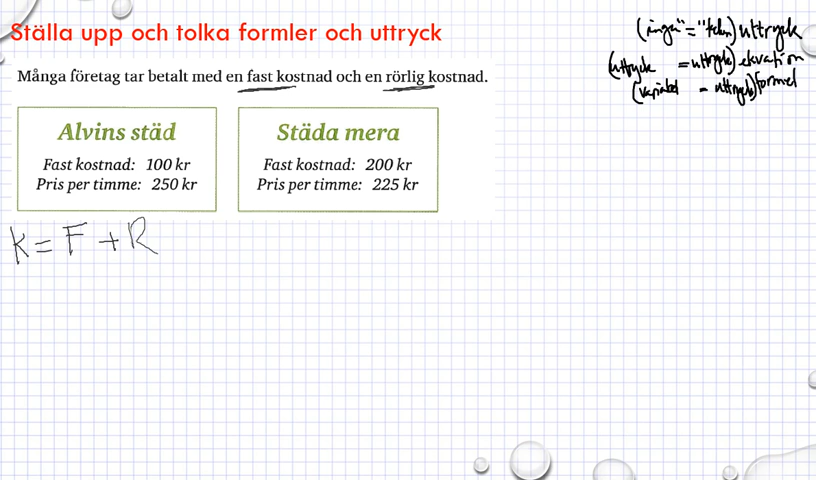 Ställa upp och tolka formler och uttryck
(inga "=" tecken) uttryck
(uttryck = uttryck) ekvation
(variabel = uttryck) formel
Många företag tar betalt med en fast kostnad och en rörlig kostnad.
Alvins städ
Fast kostnad: 100 kr
Pris per timme: 250 kr
Städa mera
Fast kostnad: 200 kr
Pris per timme: 225 kr
K = F + R